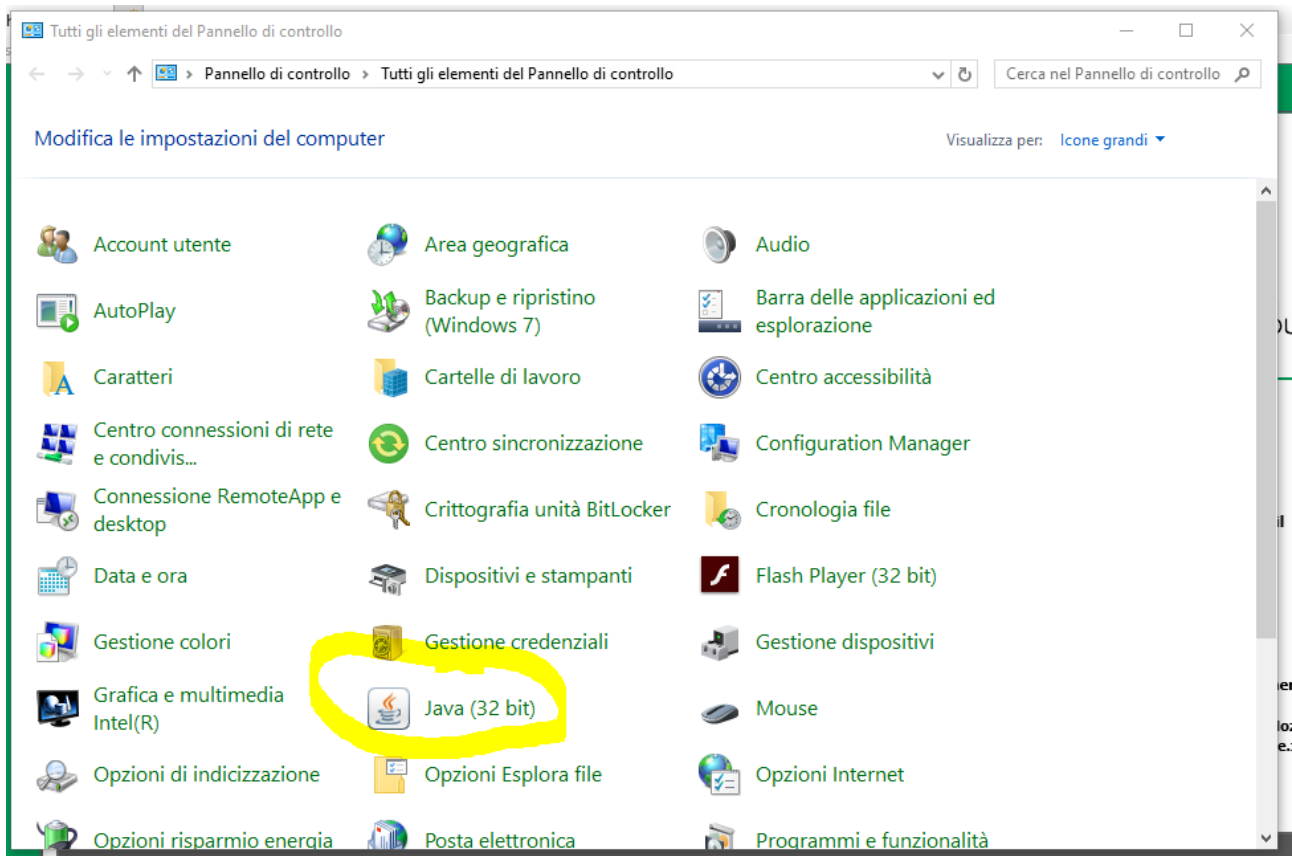 Tutti gli elementi del Pannello di controllo
Pannello di controllo › Tutti gli elementi del Pannello di controllo
Cerca nel Pannello di controllo
Modifica le impostazioni del computer
Visualizza per: Icone grandi
Account utente
Area geografica
Audio
AutoPlay
Backup e ripristino
(Windows 7)
Barra delle applicazioni ed
esplorazione
Caratteri
Cartelle di lavoro
Centro accessibilità
Centro connessioni di rete
e condivis...
Centro sincronizzazione
Configuration Manager
Connessione RemoteApp e
desktop
Crittografia unità BitLocker
Cronologia file
Data e ora
Dispositivi e stampanti
Flash Player (32 bit)
Gestione colori
Gestione credenziali
Gestione dispositivi
Grafica e multimedia
Intel(R)
Java (32 bit)
Mouse
Opzioni di indicizzazione
Opzioni Esplora file
Opzioni Internet
Opzioni risparmio energia
Posta elettronica
Programmi e funzionalità